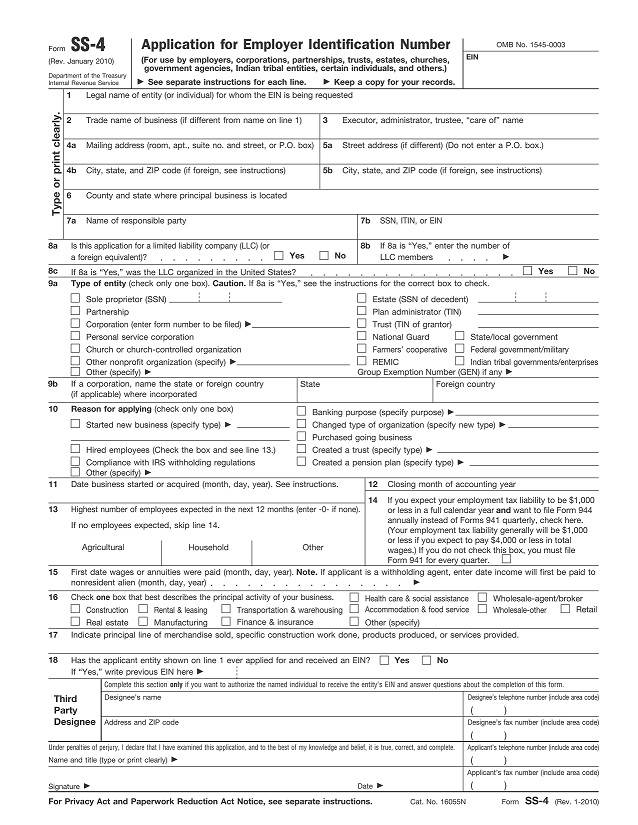 Form SS-4
(Rev. January 2010)
Department of the Treasury
Internal Revenue Service
Application for Employer Identification Number
(For use by employers, corporations, partnerships, trusts, estates, churches,
government agencies, Indian tribal entities, certain individuals, and others.)
▶ See separate instructions for each line. ▶ Keep a copy for your records.
OMB No. 1545-0003
EIN
Type or print clearly.
1 Legal name of entity (or individual) for whom the EIN is being requested
2 Trade name of business (if different from name on line 1)
3 Executor, administrator, trustee, “care of” name
4a Mailing address (room, apt., suite no. and street, or P.O. box)
5a Street address (if different) (Do not enter a P.O. box.)
4b City, state, and ZIP code (if foreign, see instructions)
5b City, state, and ZIP code (if foreign, see instructions)
6 County and state where principal business is located
7a Name of responsible party
7b SSN, ITIN, or EIN
8a Is this application for a limited liability company (LLC) (or
a foreign equivalent)? . . . . . . . . Yes No
8b If 8a is “Yes,” enter the number of
LLC members . . . . ▶
8c If 8a is “Yes,” was the LLC organized in the United States? . . . . . . . . . . . . . . . . Yes No
9a Type of entity (check only one box). Caution. If 8a is “Yes,” see the instructions for the correct box to check.
Sole proprietor (SSN)
Estate (SSN of decedent)
Partnership
Plan administrator (TIN)
Corporation (enter form number to be filed) ▶
Trust (TIN of grantor)
Personal service corporation
National Guard State/local government
Church or church-controlled organization
Farmers’ cooperative Federal government/military
Other nonprofit organization (specify) ▶
REMIC Indian tribal governments/enterprises
Other (specify) ▶
Group Exemption Number (GEN) if any ▶
9b If a corporation, name the state or foreign country
(if applicable) where incorporated
State
Foreign country
10 Reason for applying (check only one box)
Banking purpose (specify purpose) ▶
Started new business (specify type) ▶
Changed type of organization (specify new type) ▶
Purchased going business
Hired employees (Check the box and see line 13.)
Created a trust (specify type) ▶
Compliance with IRS withholding regulations
Created a pension plan (specify type) ▶
Other (specify) ▶
11 Date business started or acquired (month, day, year). See instructions.
12 Closing month of accounting year
13 Highest number of employees expected in the next 12 months (enter -0- if none).
If no employees expected, skip line 14.
Agricultural Household Other
14 If you expect your employment tax liability to be $1,000
or less in a full calendar year and want to file Form 944
annually instead of Forms 941 quarterly, check here.
(Your employment tax liability generally will be $1,000
or less if you expect to pay $4,000 or less in total
wages.) If you do not check this box, you must file
Form 941 for every quarter.
15 First date wages or annuities were paid (month, day, year). Note. If applicant is a withholding agent, enter date income will first be paid to
nonresident alien (month, day, year) . . . . . . . . . . . . . . . ▶
16 Check one box that best describes the principal activity of your business.
Health care & social assistance Wholesale-agent/broker
Construction Rental & leasing Transportation & warehousing Accommodation & food service Wholesale-other Retail
Real estate Manufacturing Finance & insurance Other (specify)
17 Indicate principal line of merchandise sold, specific construction work done, products produced, or services provided.
18 Has the applicant entity shown on line 1 ever applied for and received an EIN? Yes No
If “Yes,” write previous EIN here ▶
Third
Party
Designee
Complete this section only if you want to authorize the named individual to receive the entity’s EIN and answer questions about the completion of this form.
Designee’s name
Designee’s telephone number (include area code)
( )
Address and ZIP code
Designee’s fax number (include area code)
( )
Under penalties of perjury, I declare that I have examined this application, and to the best of my knowledge and belief, it is true, correct, and complete.
Applicant’s telephone number (include area code)
Name and title (type or print clearly) ▶
( )
Applicant’s fax number (include area code)
Signature ▶ Date ▶
( )
For Privacy Act and Paperwork Reduction Act Notice, see separate instructions. Cat. No. 16055N Form SS-4 (Rev. 1-2010)